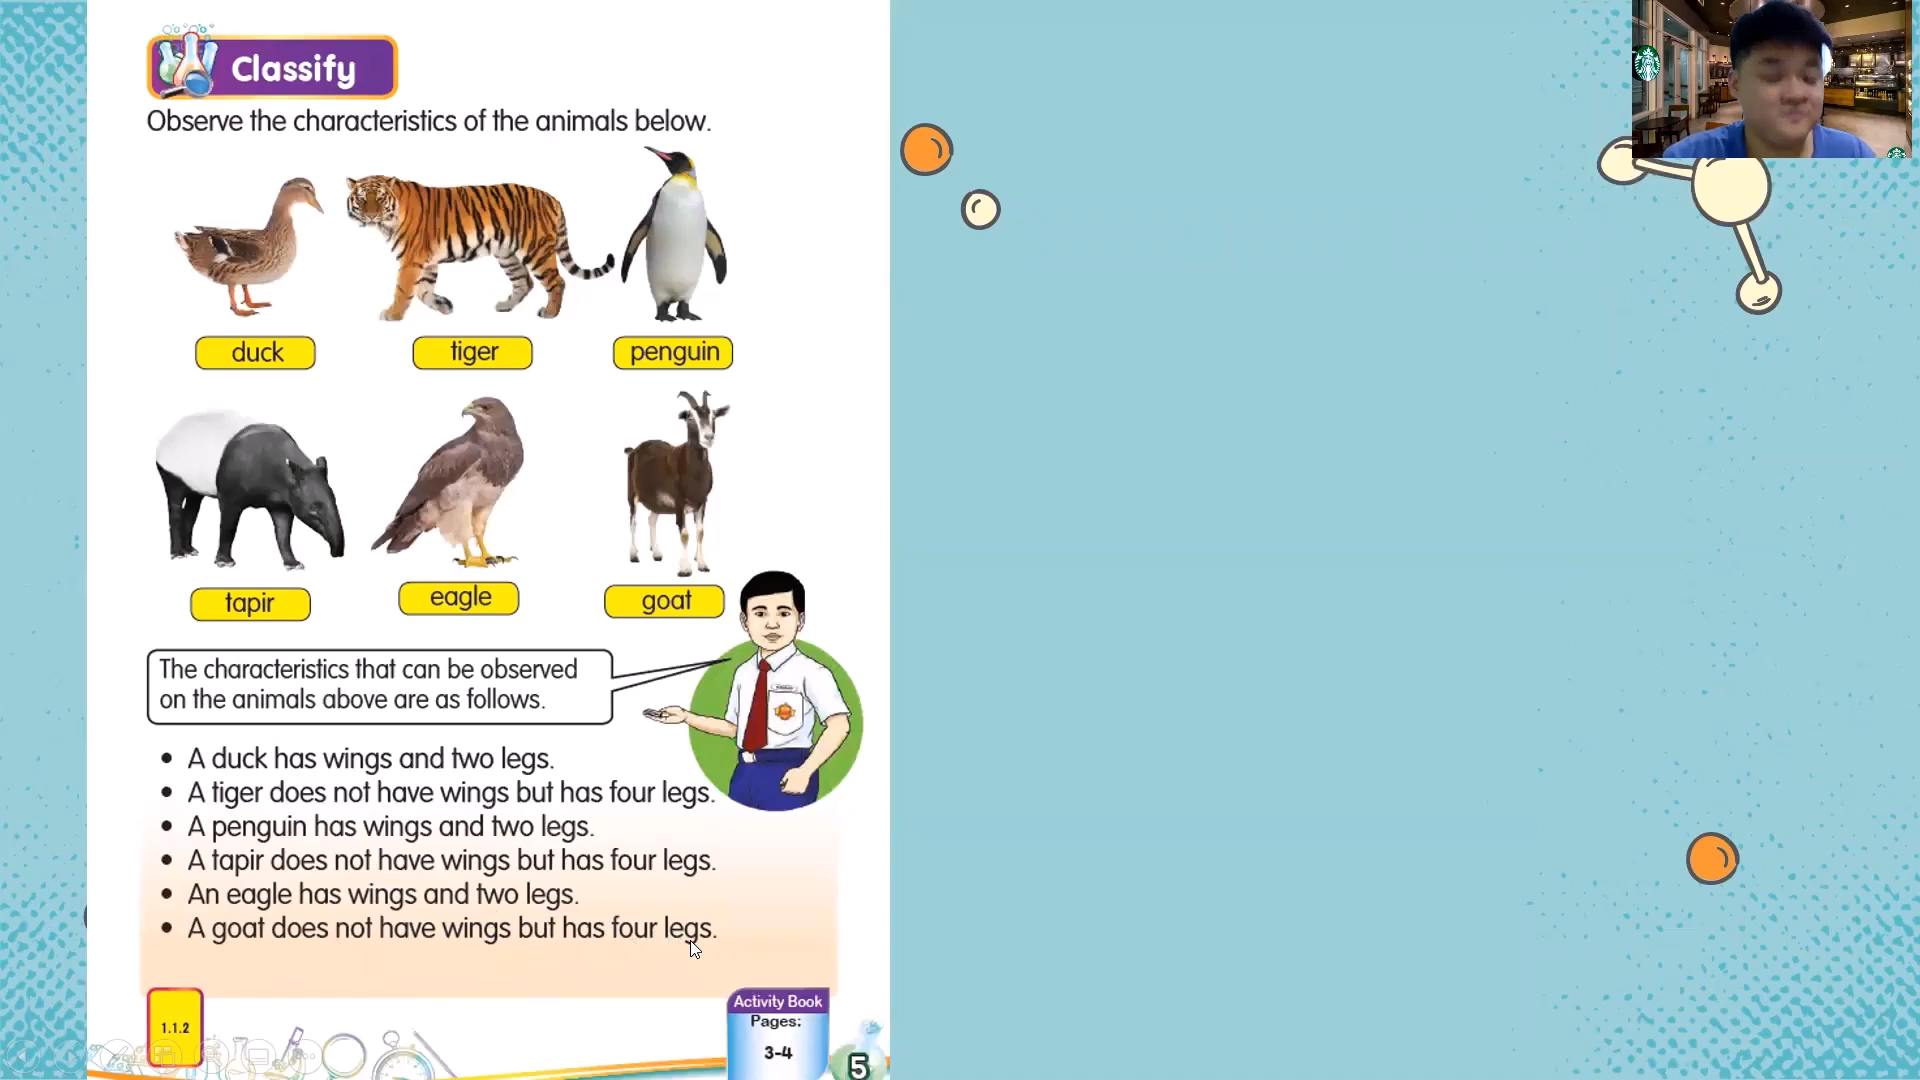 Classify
Observe the characteristics of the animals below.
duck
tiger
penguin
tapir
eagle
goat
The characteristics that can be observed
on the animals above are as follows.
• A duck has wings and two legs.
• A tiger does not have wings but has four legs.
• A penguin has wings and two legs.
• A tapir does not have wings but has four legs.
• An eagle has wings and two legs.
• A goat does not have wings but has four legs.
1.1.2
Activity Book
Pages:
3-4
5